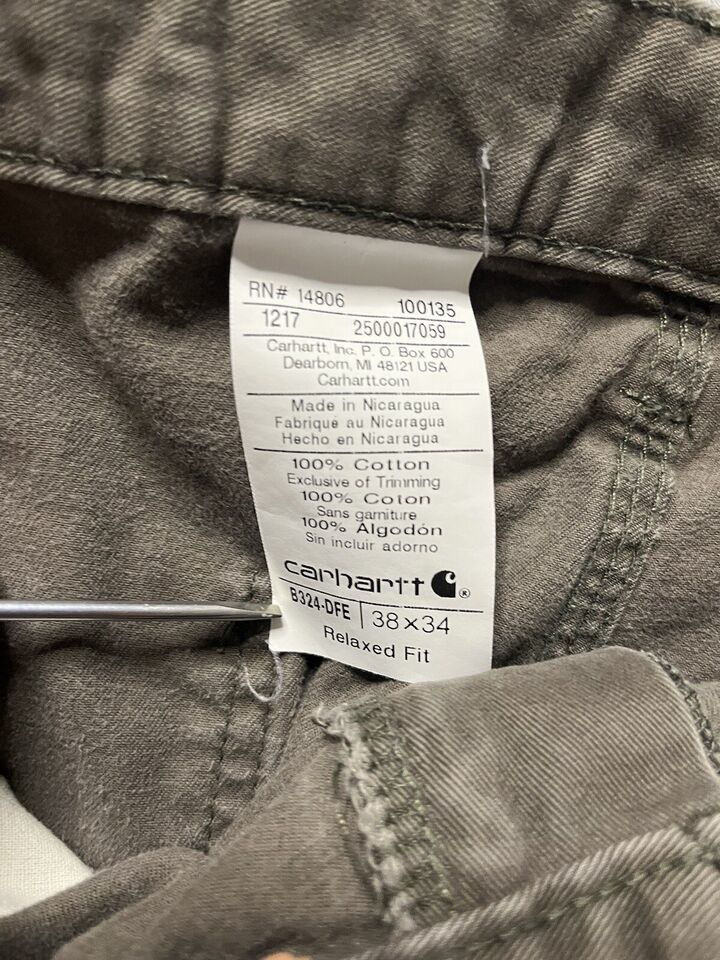 RN# 14806 100135
1217 2500017059
Carhartt, Inc. P. O. Box 600
Dearborn, MI 48121 USA
Carhartt.com
Made in Nicaragua
Fabriqué au Nicaragua
Hecho en Nicaragua
100% Cotton
Exclusive of Trimming
100% Coton
Sans garniture
100% Algodón
Sin incluir adorno
carhartt ®
B324-DFE 38×34
Relaxed Fit